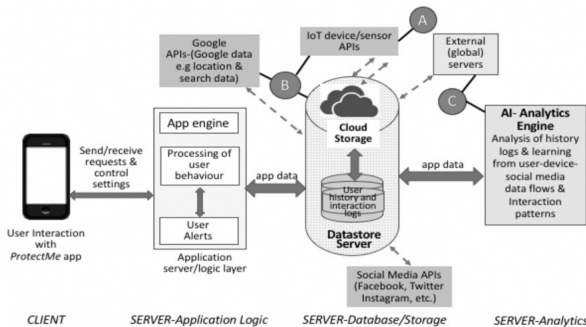 Google
APIs-(Google data
e.g location &
search data)
IoT device/sensor
APIs
A
External
(global)
servers
B
C
App engine
Processing of
user
behaviour
User
Alerts
Application
server/logic layer
Send/receive
requests &
control
settings
User Interaction
with
ProtectMe app
app data
Cloud
Storage
User
history and
interaction
logs
Datastore
Server
app data
AI- Analytics
Engine
Analysis of history
logs & learning
from user-device-
social media
data flows &
Interaction
patterns
Social Media APIs
(Facebook, Twitter
Instagram, etc.)
CLIENT
SERVER-Application Logic
SERVER-Database/Storage
SERVER-Analytics